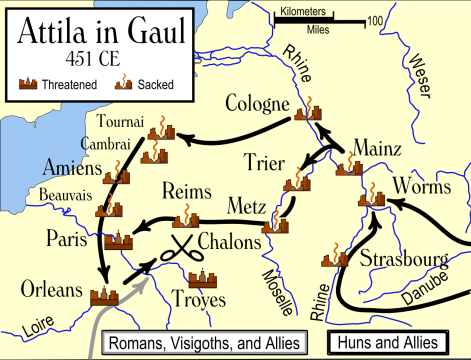 Attila in Gaul
451 CE
Threatened
Sacked
Kilometers
100
Miles
Rhine
Weser
Cologne
Tournai
Cambrai
Mainz
Trier
Amiens
Worms
Beauvais
Reims
Metz
Paris
Chalons
Strasbourg
Orleans
Troyes
Moselle
Rhine
Danube
Loire
Romans, Visigoths, and Allies
Huns and Allies